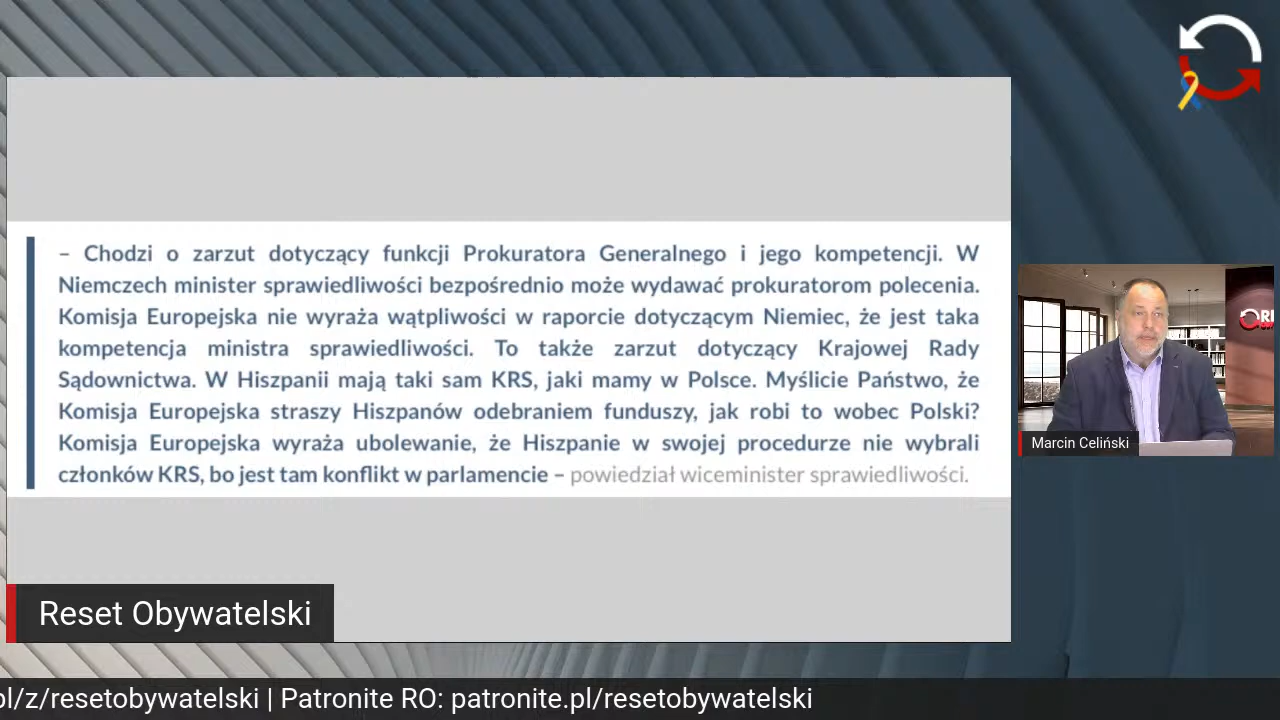 – Chodzi o zarzut dotyczący funkcji Prokuratora Generalnego i jego kompetencji. W
Niemczech minister sprawiedliwości bezpośrednio może wydawać prokuratorom polecenia.
Komisja Europejska nie wyraża wątpliwości w raporcie dotyczącym Niemiec, że jest taka
kompetencja ministra sprawiedliwości. To także zarzut dotyczący Krajowej Rady
Sądownictwa. W Hiszpanii mają taki sam KRS, jaki mamy w Polsce. Myślicie Państwo, że
Komisja Europejska straszy Hiszpanów odebraniem funduszy, jak robi to wobec Polski?
Komisja Europejska wyraża ubolewanie, że Hiszpanie w swojej procedurze nie wybrali
członków KRS, bo jest tam konflikt w parlamencie – powiedział wiceminister sprawiedliwości.
Marcin Celiński
Reset Obywatelski
pl/z/resetobywatelski | Patronite RO: patronite.pl/resetobywatelski